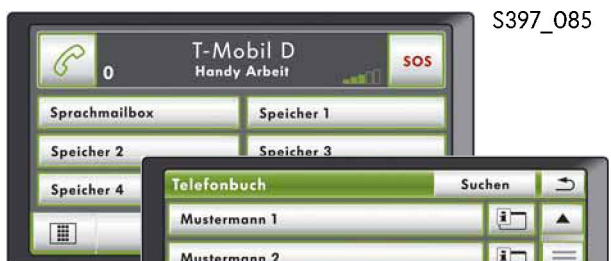 S397_085
T-Mobil D
0 Handy Arbeit SOS
Sprachmailbox Speicher 1
Speicher 2 Speicher 3
Speicher 4
Telefonbuch Suchen
Mustermann 1
Mustermann 2